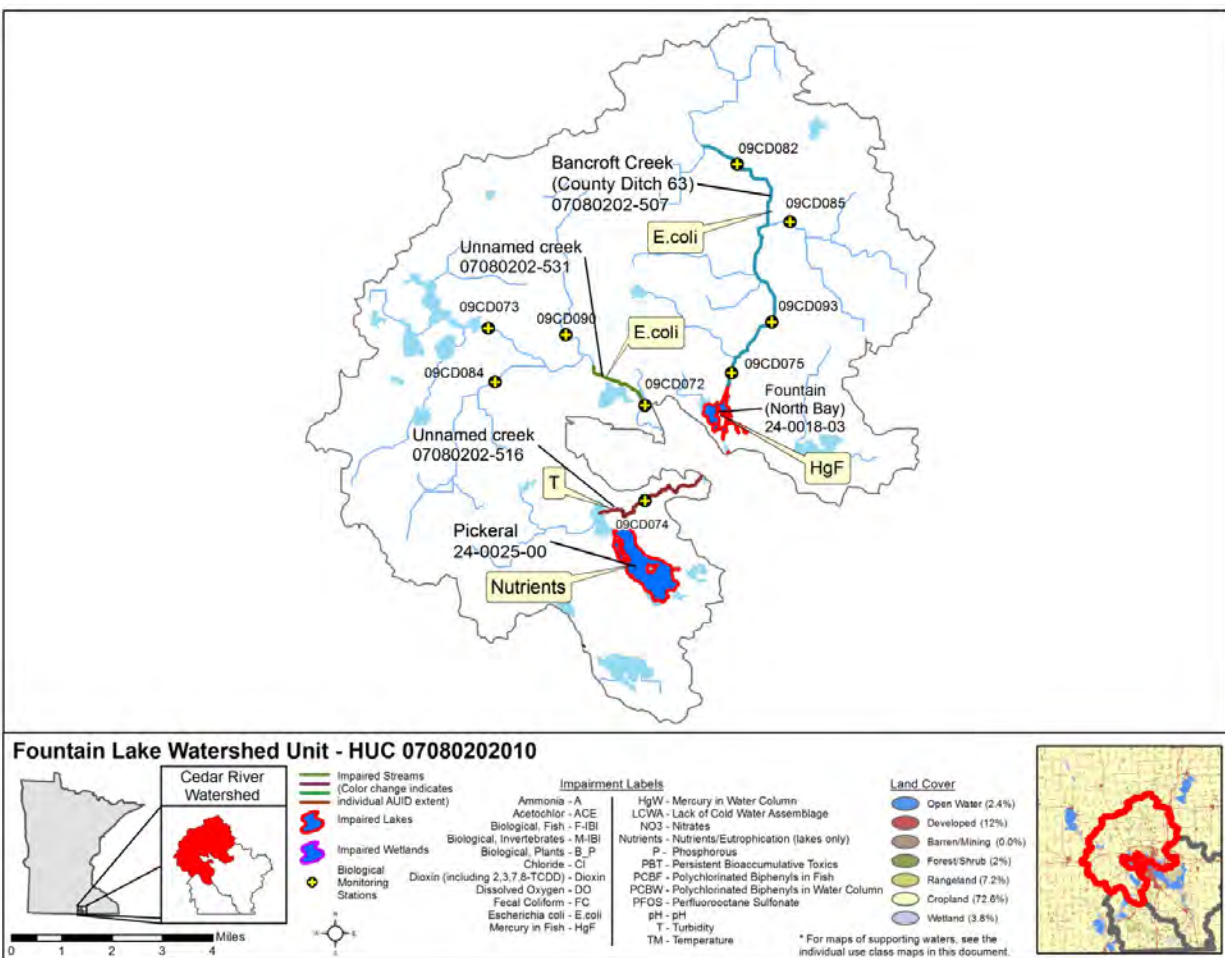 09CD082
Bancroft Creek
(County Ditch 63)
07080202-507
09CD085
E.coli
Unnamed creek
07080202-531
09CD073
09CD090
09CD093
E.coli
09CD084
09CD072
09CD075
Fountain
(North Bay)
24-0018-03
Unnamed creek
07080202-516
HgF
T
09CD074
Pickeral
24-0025-00
Nutrients
Fountain Lake Watershed Unit - HUC 07080202010
Cedar River
Watershed
Miles
0 1 2 3 4
Impaired Streams
(Color change indicates
individual AUID extent)
Impaired Lakes
Impaired Wetlands
Biological
Monitoring
Stations
N
Impairment Labels
Ammonia - A
Acetochlor - ACE
Biological, Fish - F-IBI
Biological, Invertebrates - M-IBI
Biological, Plants - B_P
Chloride - Cl
Dioxin (including 2,3,7,8-TCDD) - Dioxin
Dissolved Oxygen - DO
Fecal Coliform - FC
Escherichia coli - E.coli
Mercury in Fish - HgF
HgW - Mercury in Water Column
LCWA - Lack of Cold Water Assemblage
NO3 - Nitrates
Nutrients - Nutrients/Eutrophication (lakes only)
P - Phosphorous
PBT - Persistent Bioaccumulative Toxics
PCBF - Polychlorinated Biphenyls in Fish
PCBW - Polychlorinated Biphenyls in Water Column
PFOS - Perfluorooctane Sulfonate
pH - pH
T - Turbidity
TM - Temperature
Land Cover
Open Water (2.4%)
Developed (12%)
Barren/Mining (0.0%)
Forest/Shrub (2%)
Rangeland (7.2%)
Cropland (72.6%)
Wetland (3.8%)
* For maps of supporting waters, see the
individual use class maps in this document.